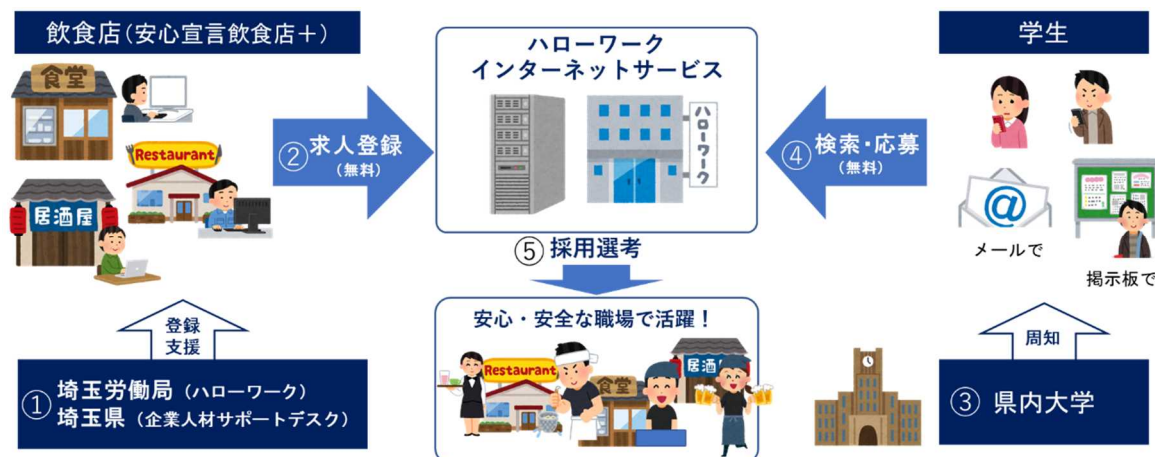 飲食店(安心宣言飲食店＋)
食堂
Restaurant
居酒屋
登録
支援
① 埼玉労働局（ハローワーク）
埼玉県（企業人材サポートデスク）
② 求人登録
（無料）
ハローワーク
インターネットサービス
ハローワーク
⑤ 採用選考
安心・安全な職場で活躍！
Restaurant
食堂
居酒屋
④ 検索・応募
（無料）
学生
@
メールで
掲示板で
周知
③ 県内大学